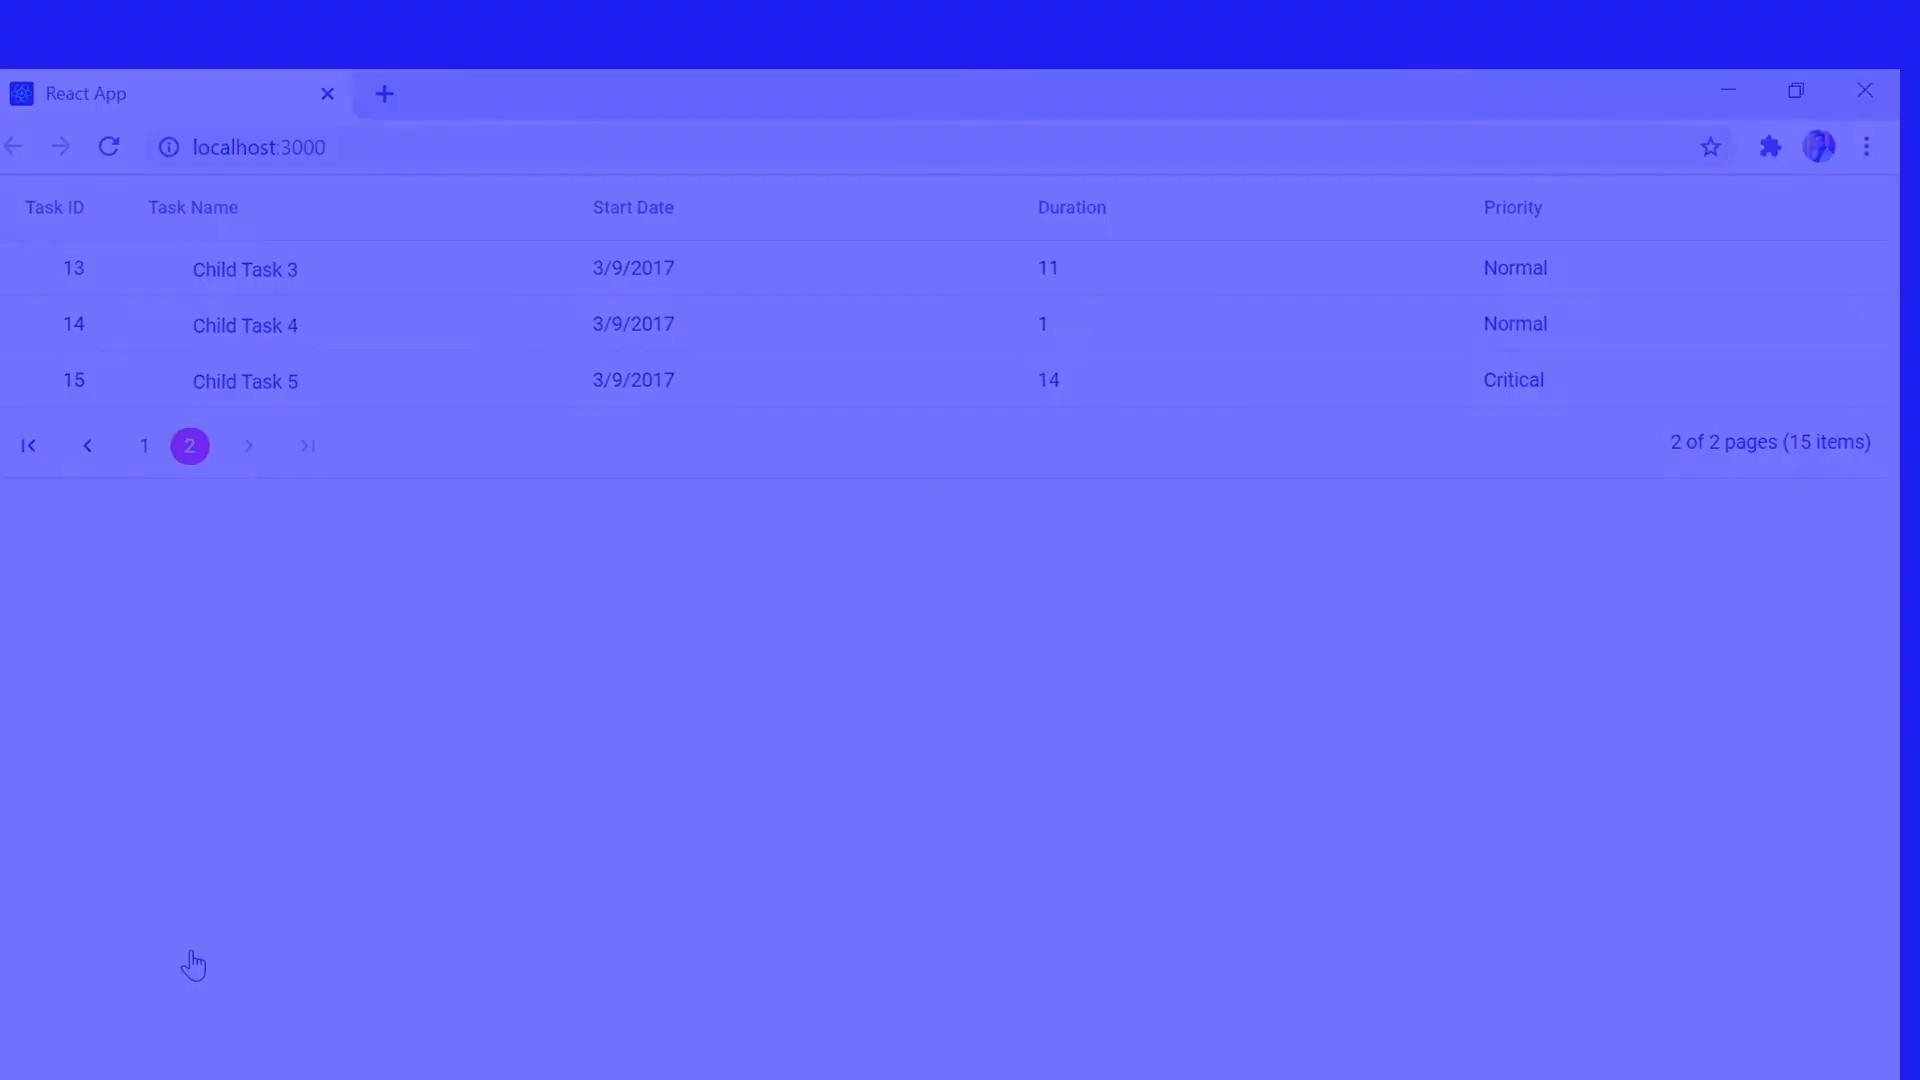 React App
localhost:3000
Task ID Task Name Start Date Duration Priority
13 Child Task 3 3/9/2017 11 Normal
14 Child Task 4 3/9/2017 1 Normal
15 Child Task 5 3/9/2017 14 Critical
1 2 2 of 2 pages (15 items)